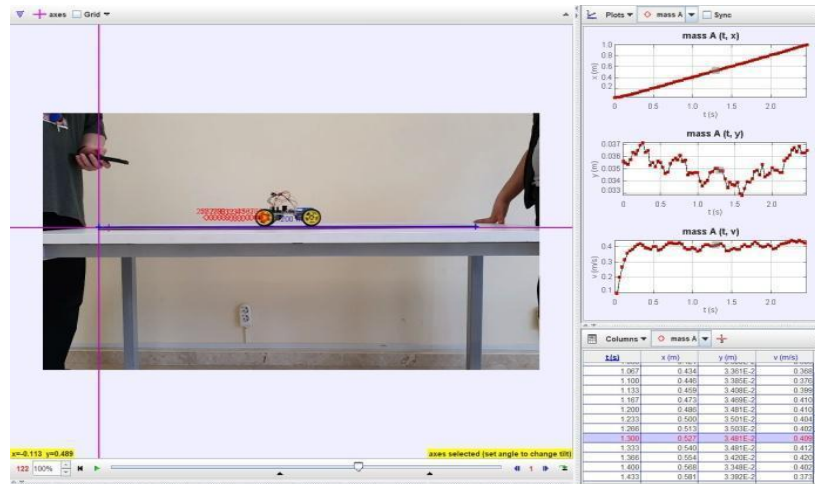 axes Grid
Plots mass A Sync
mass A (t, x)
x (m)
1.0
0.8
0.6
0.4
0.2
0 0.5 1.0 1.5 2.0
t (s)
mass A (t, y)
y (m)
0.037
0.036
0.035
0.034
0.033
0 0.5 1.0 1.5 2.0
t (s)
mass A (t, v)
v (m/s)
0.4
0.3
0.2
0.1
0 0.5 1.0 1.5 2.0
t (s)
200
Columns mass A
t (s) x (m) y (m) v (m/s)
1.067 0.434 3.361E-2 0.368
1.100 0.446 3.385E-2 0.376
1.133 0.459 3.408E-2 0.399
1.167 0.473 3.469E-2 0.410
1.200 0.486 3.481E-2 0.410
1.233 0.500 3.501E-2 0.404
1.266 0.513 3.503E-2 0.402
1.300 0.527 3.481E-2 0.409
1.333 0.540 3.481E-2 0.412
1.366 0.554 3.420E-2 0.420
1.400 0.568 3.348E-2 0.402
1.433 0.581 3.392E-2 0.373
x=-0.113 y=0.489 axes selected (set angle to change tilt)
122 100% 1